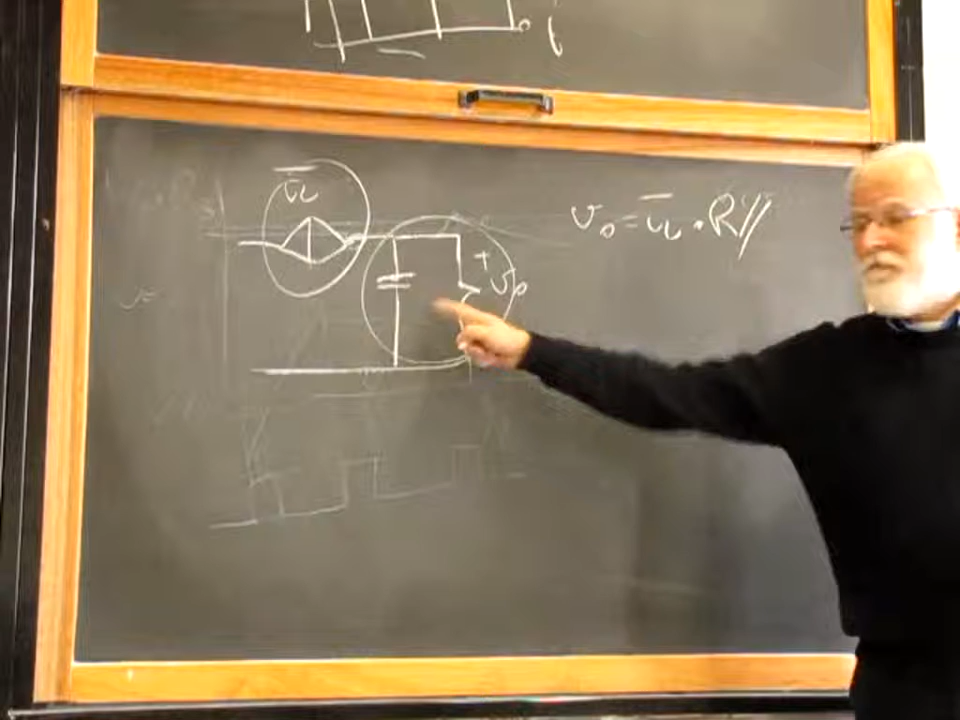 i
v̅L
+
vo
vo = v̅L • R //